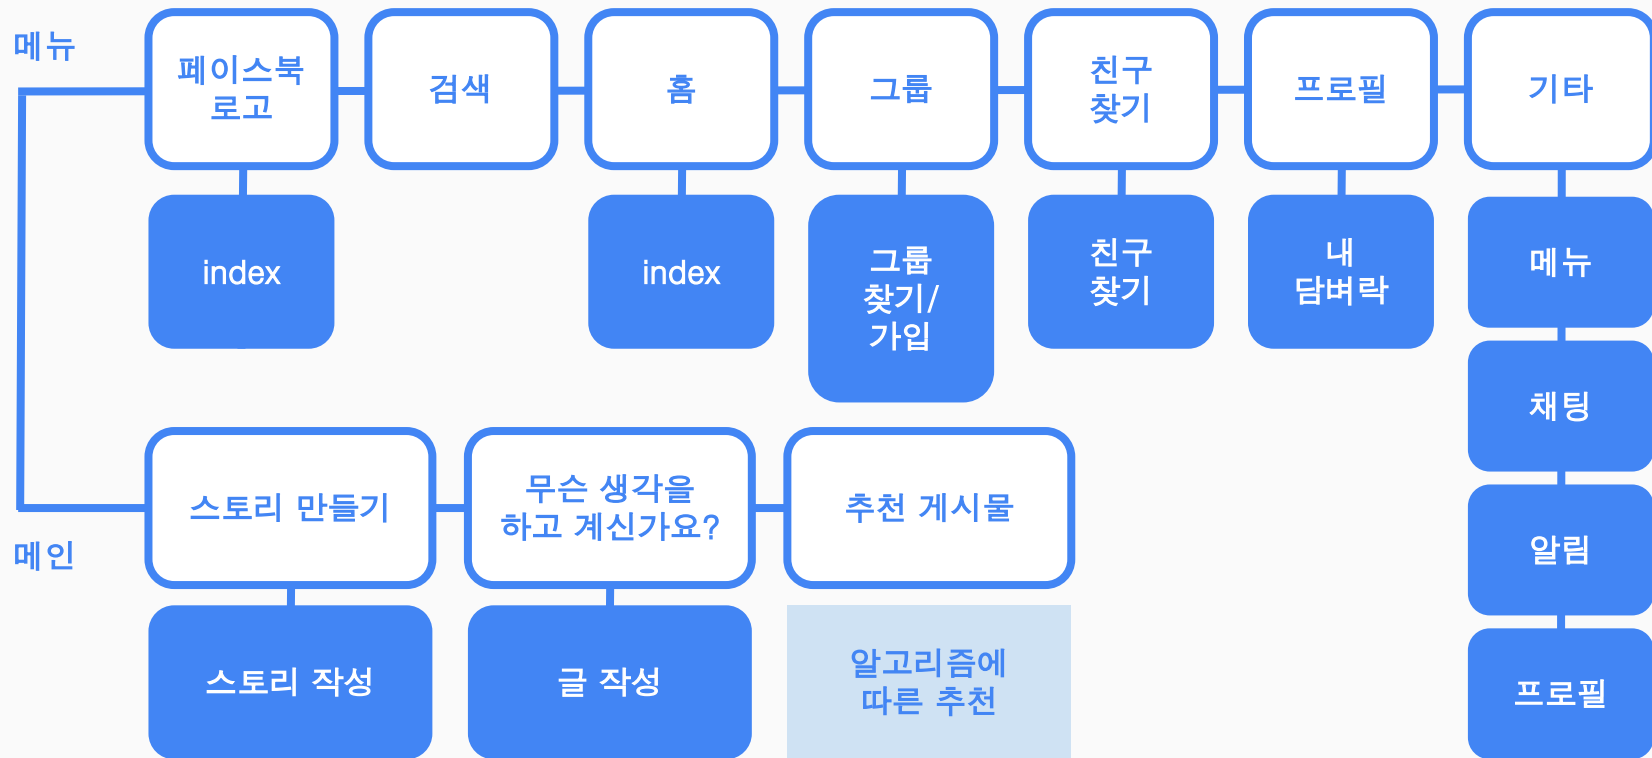 메뉴
페이스북
로고
검색
홈
그룹
친구
찾기
프로필
기타
index
index
그룹
찾기/
가입
친구
찾기
내
담벼락
메뉴
채팅
알림
프로필
메인
스토리 만들기
무슨 생각을
하고 계신가요?
추천 게시물
스토리 작성
글 작성
알고리즘에
따른 추천